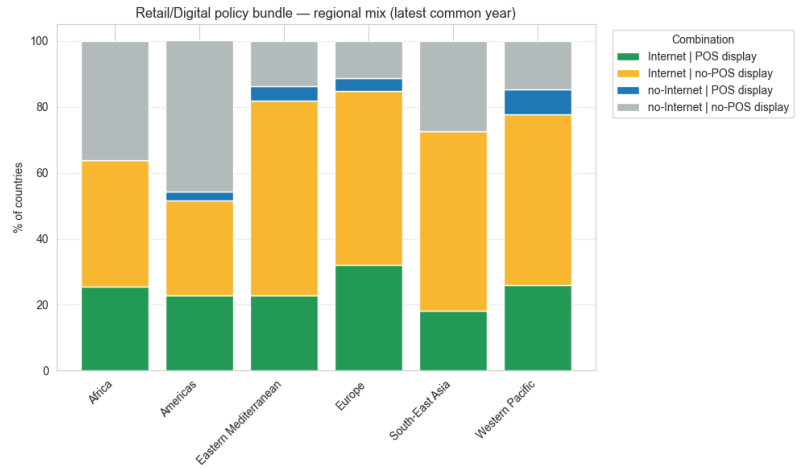 Retail/Digital policy bundle — regional mix (latest common year)
Combination
Internet | POS display
Internet | no-POS display
no-Internet | POS display
no-Internet | no-POS display
% of countries
100
80
60
40
20
0
Africa
Americas
Eastern Mediterranean
Europe
South-East Asia
Western Pacific